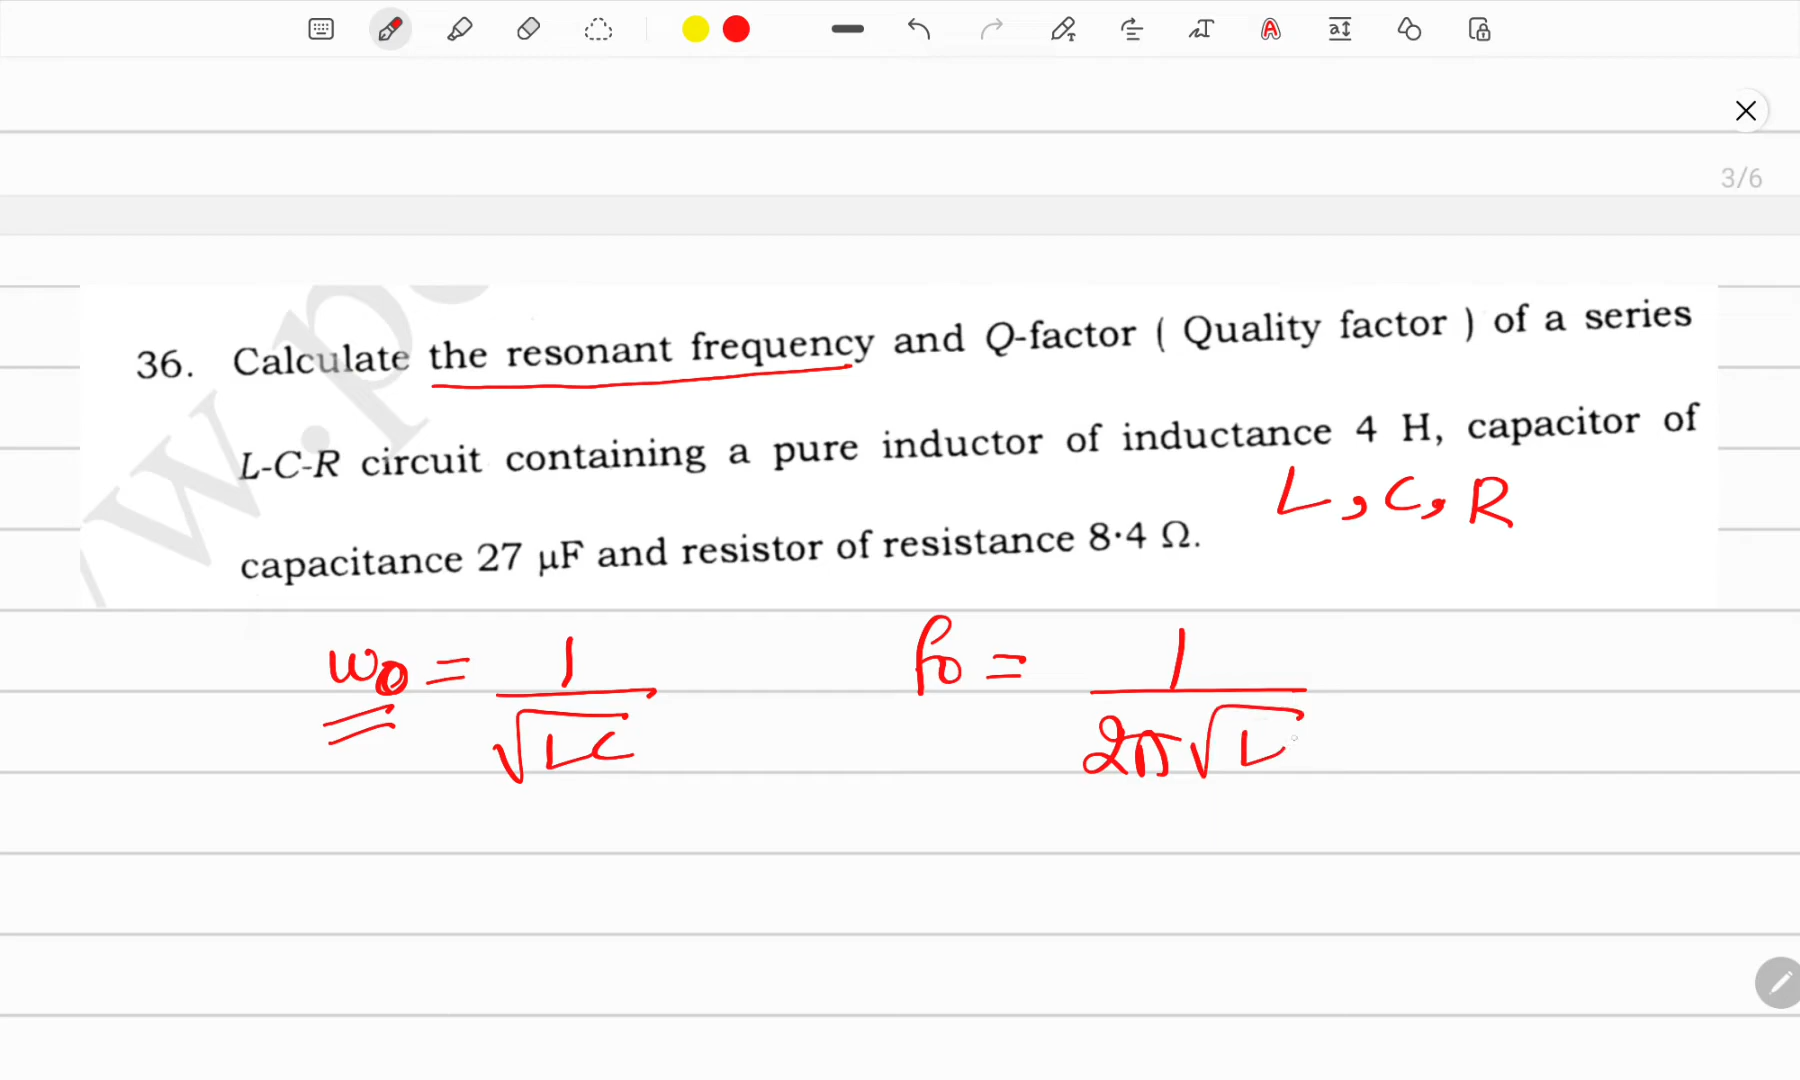 3/6
36. Calculate the resonant frequency and Q-factor ( Quality factor ) of a series
L-C-R circuit containing a pure inductor of inductance 4 H, capacitor of
L, C, R
capacitance 27 μF and resistor of resistance 8·4 Ω.
ω₀ = 1/√LC f₀ = 1/2π√L